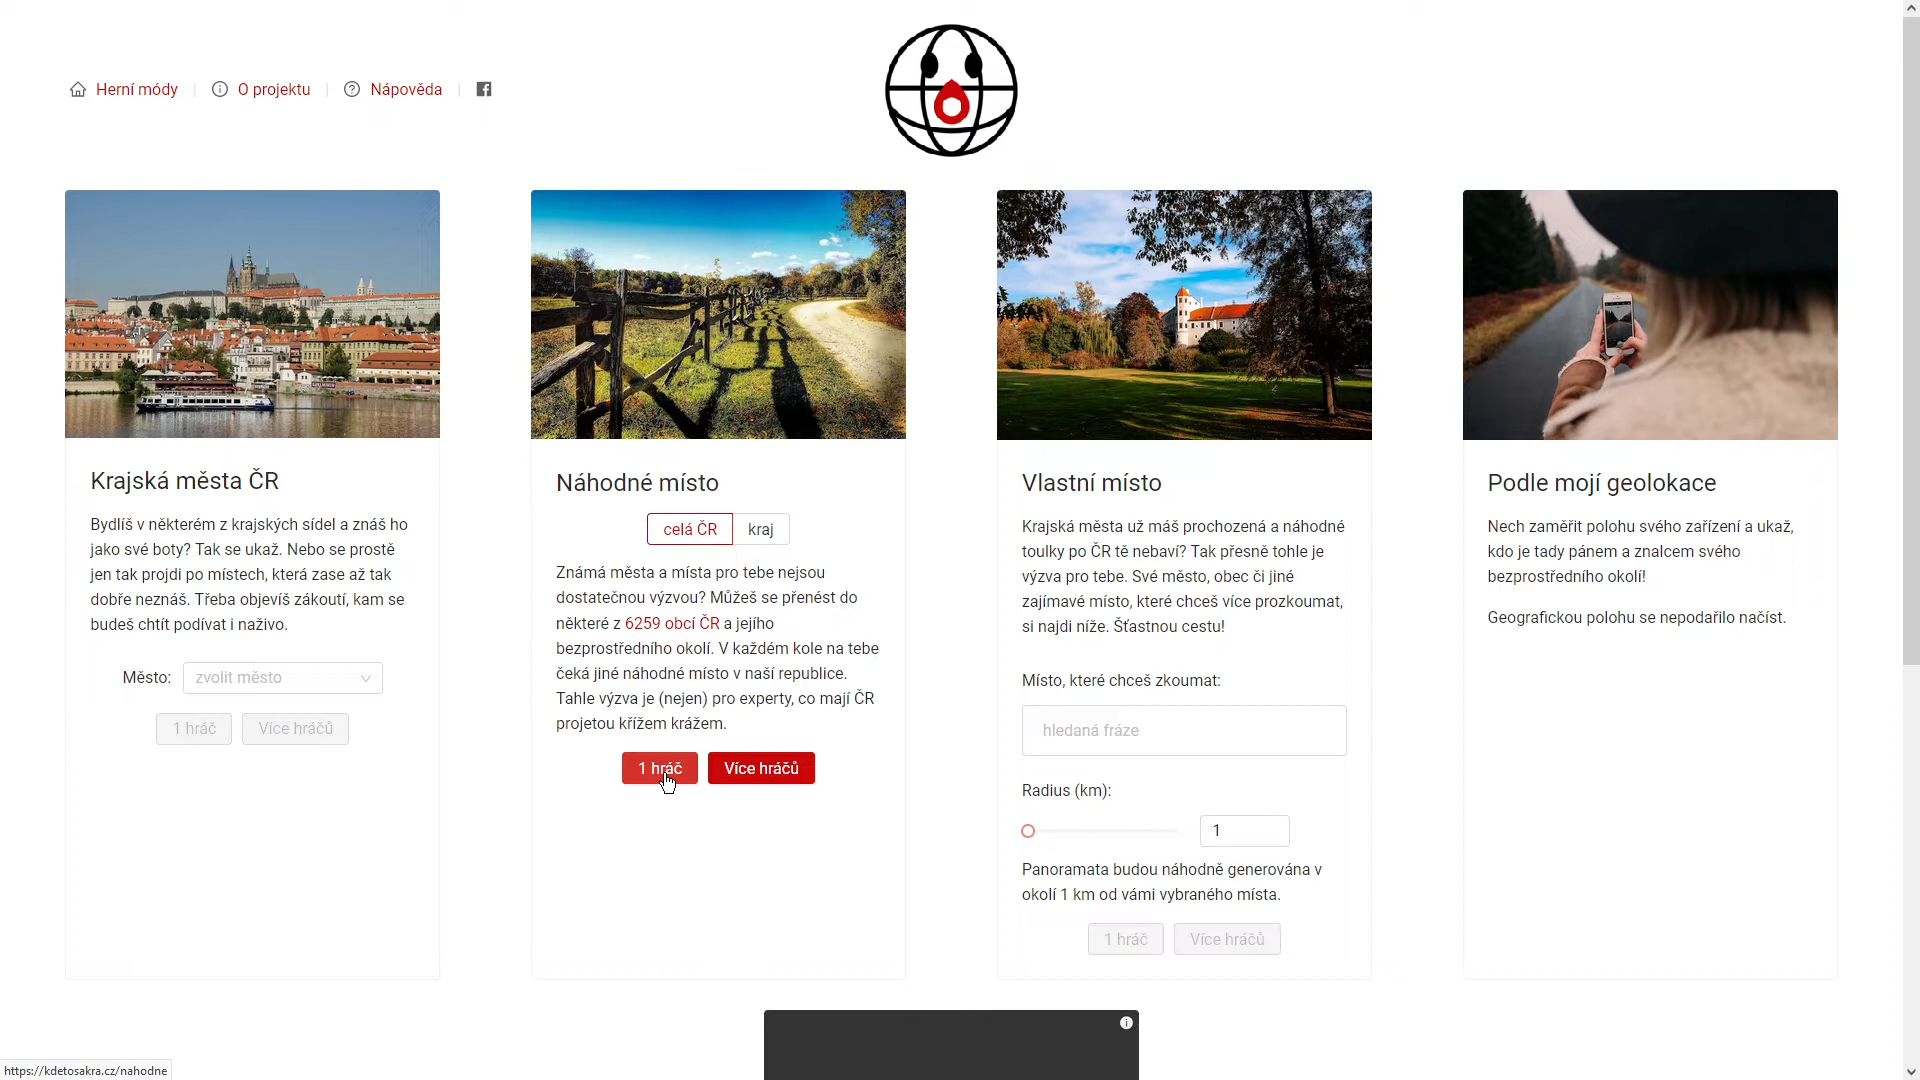 Herní módy
O projektu
Nápověda
Krajská města ČR
Bydlíš v některém z krajských sídel a znáš ho
jako své boty? Tak se ukaž. Nebo se prostě
jen tak projdi po místech, která zase až tak
dobře neznáš. Třeba objevíš zákoutí, kam se
budeš chtít podívat i naživo.
Město: zvolit město
1 hráč Více hráčů
Náhodné místo
celá ČR kraj
Známá města a místa pro tebe nejsou
dostatečnou výzvou? Můžeš se přenést do
některé z 6259 obcí ČR a jejího
bezprostředního okolí. V každém kole na tebe
čeká jiné náhodné místo v naší republice.
Tahle výzva je (nejen) pro experty, co mají ČR
projetou křížem krážem.
1 hráč Více hráčů
Vlastní místo
Krajská města už máš prochozená a náhodné
toulky po ČR tě nebaví? Tak přesně tohle je
výzva pro tebe. Své město, obec či jiné
zajímavé místo, které chceš více prozkoumat,
si najdi níže. Šťastnou cestu!
Místo, které chceš zkoumat:
hledaná fráze
Radius (km):
1
Panoramata budou náhodně generována v
okolí 1 km od vámi vybraného místa.
1 hráč Více hráčů
Podle mojí geolokace
Nech zaměřit polohu svého zařízení a ukaž,
kdo je tady pánem a znalcem svého
bezprostředního okolí!
Geografickou polohu se nepodařilo načíst.
https://kdetosakra.cz/nahodne